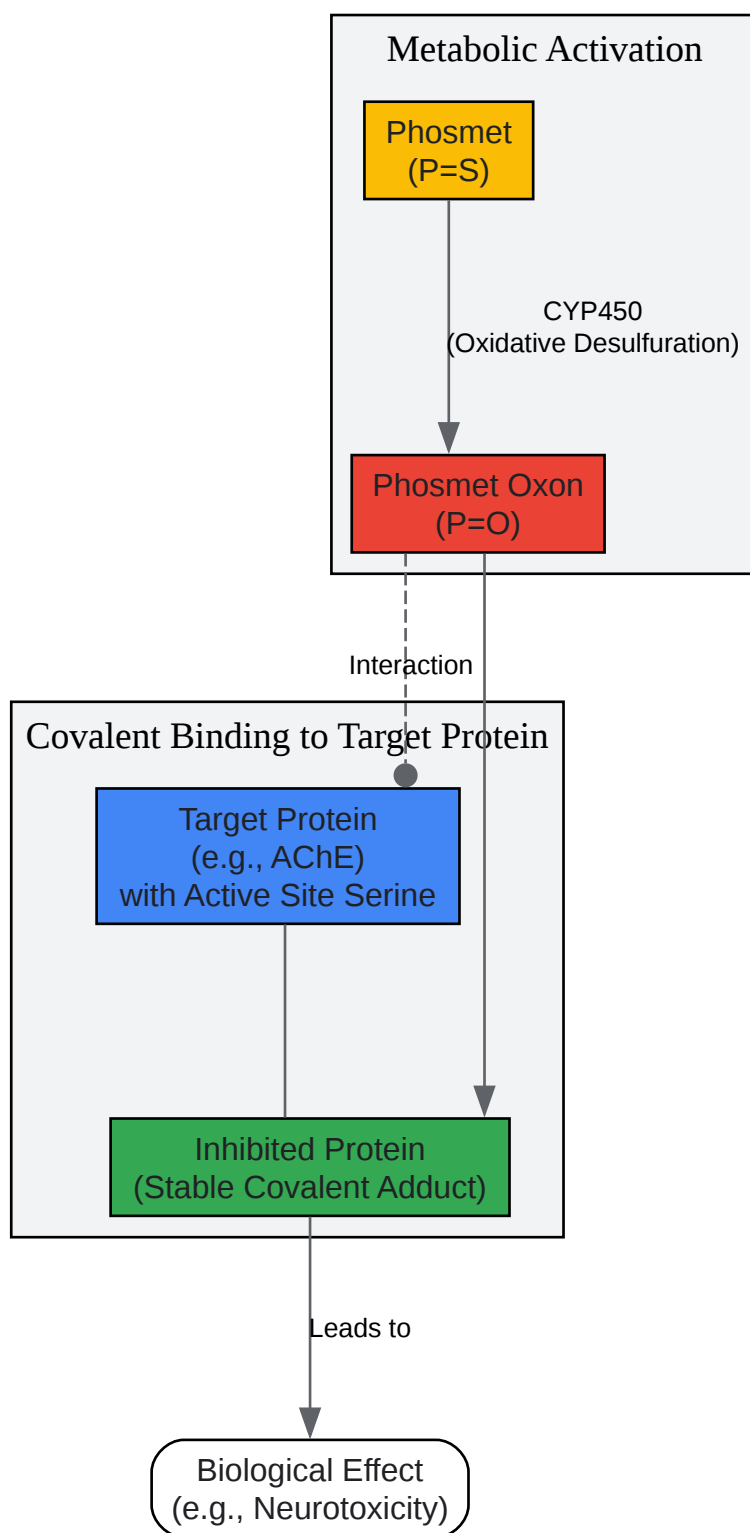 Metabolic Activation
Phosmet
(P=S)
CYP450
(Oxidative Desulfuration)
Phosmet Oxon
(P=O)
Interaction
Covalent Binding to Target Protein
Target Protein
(e.g., AChE)
with Active Site Serine
Inhibited Protein
(Stable Covalent Adduct)
Leads to
Biological Effect
(e.g., Neurotoxicity)